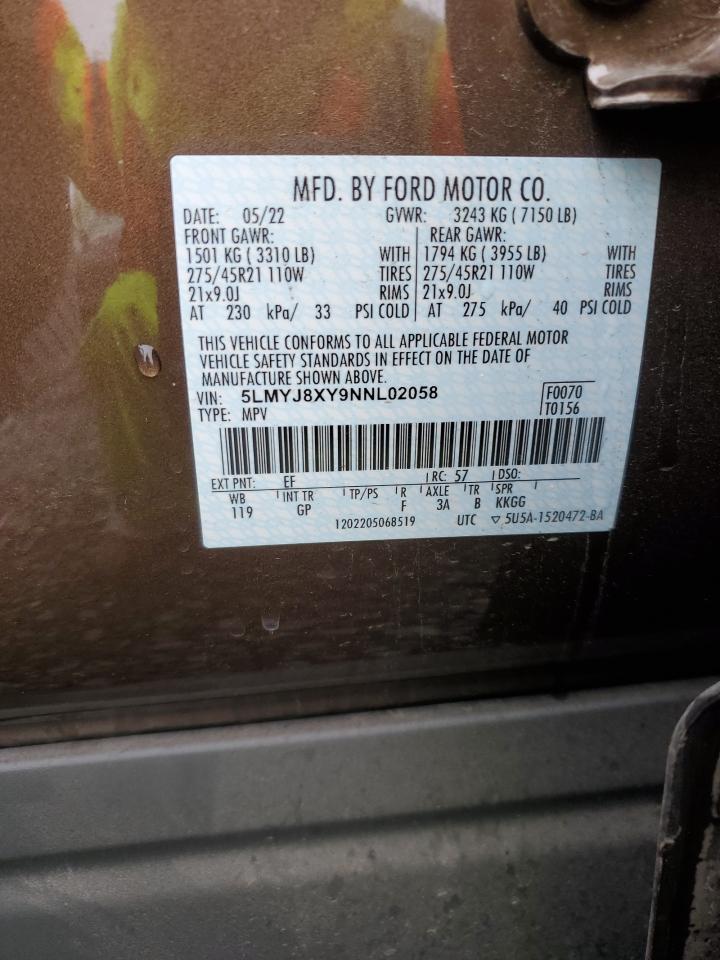 MFD. BY FORD MOTOR CO.
DATE: 05/22 GVWR: 3243 KG ( 7150 LB)
FRONT GAWR: REAR GAWR:
1501 KG ( 3310 LB) WITH 1794 KG ( 3955 LB) WITH
275/45R21 110W TIRES 275/45R21 110W TIRES
21x9.0J RIMS 21x9.0J RIMS
AT 230 kPa/ 33 PSI COLD AT 275 kPa/ 40 PSI COLD
THIS VEHICLE CONFORMS TO ALL APPLICABLE FEDERAL MOTOR
VEHICLE SAFETY STANDARDS IN EFFECT ON THE DATE OF
MANUFACTURE SHOWN ABOVE.
VIN: 5LMYJ8XY9NNL02058 F0070
TYPE: MPV T0156
EXT PNT: EF RC: 57 DSO:
WB INT TR TP/PS R AXLE TR SPR
119 GP F 3A B KKGG
1202205068519 UTC ▽ 5U5A-1520472-BA